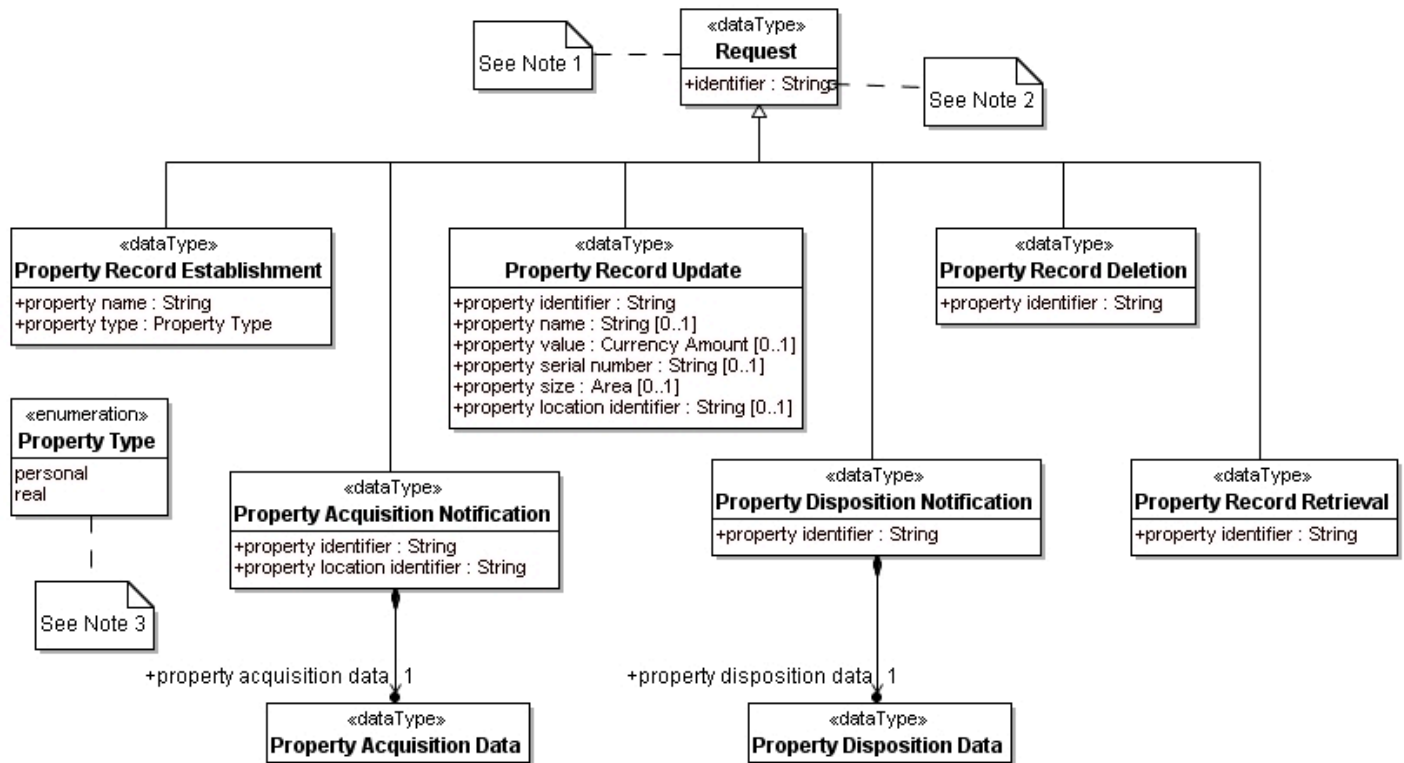 «dataType»
Request
+identifier : String
See Note 1
See Note 2
«dataType»
Property Record Establishment
+property name : String
+property type : Property Type
«dataType»
Property Record Update
+property identifier : String
+property name : String [0..1]
+property value : Currency Amount [0..1]
+property serial number : String [0..1]
+property size : Area [0..1]
+property location identifier : String [0..1]
«dataType»
Property Record Deletion
+property identifier : String
«enumeration»
Property Type
personal
real
See Note 3
«dataType»
Property Acquisition Notification
+property identifier : String
+property location identifier : String
«dataType»
Property Disposition Notification
+property identifier : String
«dataType»
Property Record Retrieval
+property identifier : String
+property acquisition data 1
+property disposition data 1
«dataType»
Property Acquisition Data
«dataType»
Property Disposition Data